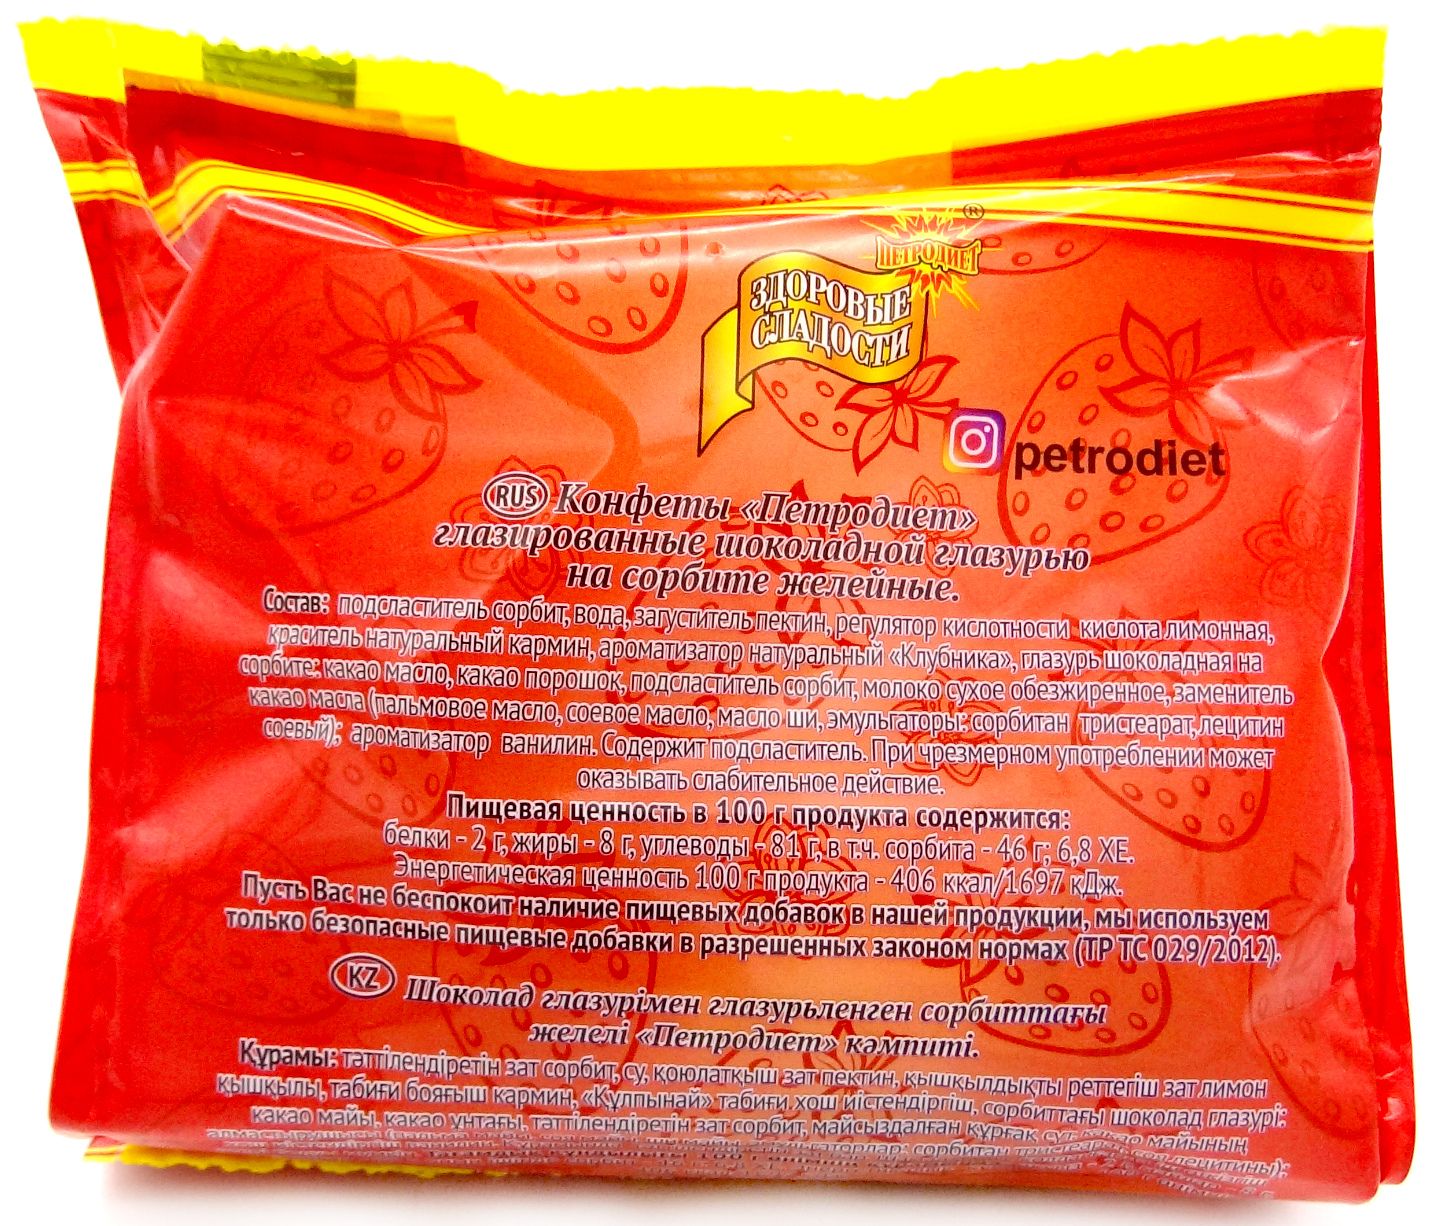 ПЕТРОДИЕТ ®
ЗДОРОВЫЕ
СЛАДОСТИ
petrodiet
RUS Конфеты «Петродиет»
глазированные шоколадной глазурью
на сорбите желейные.
Состав: подсластитель сорбит, вода, загуститель пектин, регулятор кислотности кислота лимонная,
краситель натуральный кармин, ароматизатор натуральный «Клубника», глазурь шоколадная на
сорбите: какао масло, какао порошок, подсластитель сорбит, молоко сухое обезжиренное, заменитель
какао масла (пальмовое масло, соевое масло, масло ши, эмульгаторы: сорбитан тристеарат, лецитин
соевый); ароматизатор ванилин. Содержит подсластитель. При чрезмерном употреблении может
оказывать слабительное действие.
Пищевая ценность в 100 г продукта содержится:
белки - 2 г, жиры - 8 г, углеводы - 81 г, в т.ч. сорбита - 46 г; 6,8 ХЕ.
Энергетическая ценность 100 г продукта - 406 ккал/1697 кДж.
Пусть Вас не беспокоит наличие пищевых добавок в нашей продукции, мы используем
только безопасные пищевые добавки в разрешенных законом нормах (ТР ТС 029/2012).
KZ Шоколад глазурімен глазурьленген сорбиттағы
желелі «Петродиет» кәмпиті.
Құрамы: тәттілендіретін зат сорбит, су, қоюлатқыш зат пектин, қышқылдықты реттегіш зат лимон
қышқылы, табиғи бояғыш кармин, «Құлпынай» табиғи хош иістендіргіш, сорбиттағы шоколад глазурі:
какао майы, какао ұнтағы, тәттілендіретін зат сорбит, майсыздалған құрғақ сүт, какао майының
алмастырушысы сорбитан тристеарат, соя лецитины);